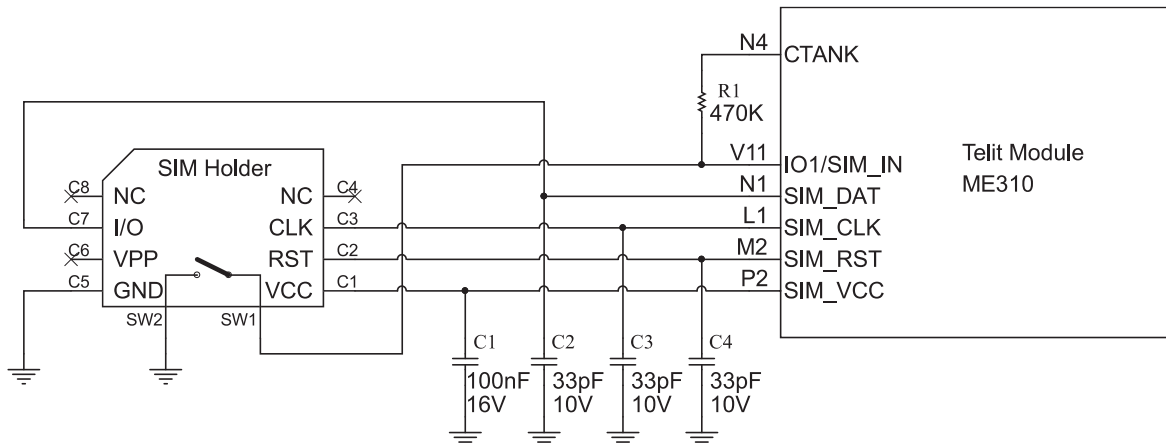 N4
CTANK
R1
470K
SIM Holder
V11
IO1/SIM_IN
Telit Module
ME310
C8
NC
NC
C4
N1
SIM_DAT
C7
I/O
CLK
C3
L1
SIM_CLK
C6
VPP
RST
C2
M2
SIM_RST
C5
GND
VCC
C1
P2
SIM_VCC
SW2
SW1
C1
C2
C3
C4
100nF
33pF
33pF
33pF
16V
10V
10V
10V